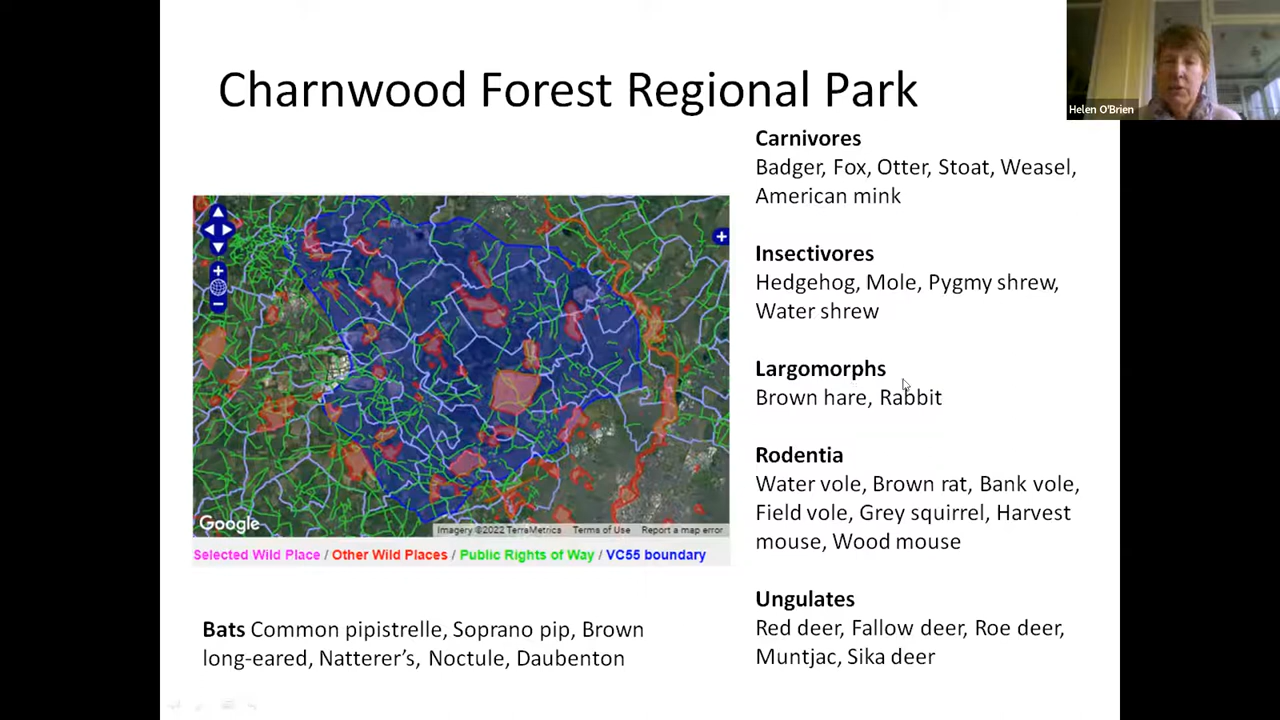 Charnwood Forest Regional Park
Helen O'Brien
Carnivores
Badger, Fox, Otter, Stoat, Weasel,
American mink
Insectivores
Hedgehog, Mole, Pygmy shrew,
Water shrew
Largomorphs
Brown hare, Rabbit
Rodentia
Water vole, Brown rat, Bank vole,
Field vole, Grey squirrel, Harvest
mouse, Wood mouse
Ungulates
Red deer, Fallow deer, Roe deer,
Muntjac, Sika deer
Google
Imagery ©2022 TerraMetrics Terms of Use Report a map error
Selected Wild Place / Other Wild Places / Public Rights of Way / VC55 boundary
Bats Common pipistrelle, Soprano pip, Brown
long-eared, Natterer's, Noctule, Daubenton